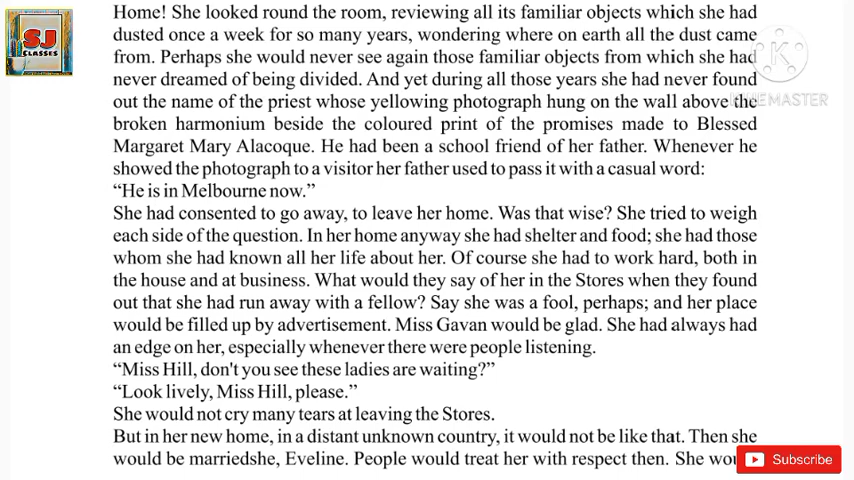 SJ
CLASSES
KINEMASTER
Home! She looked round the room, reviewing all its familiar objects which she had
dusted once a week for so many years, wondering where on earth all the dust came
from. Perhaps she would never see again those familiar objects from which she had
never dreamed of being divided. And yet during all those years she had never found
out the name of the priest whose yellowing photograph hung on the wall above the
broken harmonium beside the coloured print of the promises made to Blessed
Margaret Mary Alacoque. He had been a school friend of her father. Whenever he
showed the photograph to a visitor her father used to pass it with a casual word:
“He is in Melbourne now.”
She had consented to go away, to leave her home. Was that wise? She tried to weigh
each side of the question. In her home anyway she had shelter and food; she had those
whom she had known all her life about her. Of course she had to work hard, both in
the house and at business. What would they say of her in the Stores when they found
out that she had run away with a fellow? Say she was a fool, perhaps; and her place
would be filled up by advertisement. Miss Gavan would be glad. She had always had
an edge on her, especially whenever there were people listening.
“Miss Hill, don't you see these ladies are waiting?”
“Look lively, Miss Hill, please.”
She would not cry many tears at leaving the Stores.
But in her new home, in a distant unknown country, it would not be like that. Then she
would be marriedshe, Eveline. People would treat her with respect then. She
Subscribe